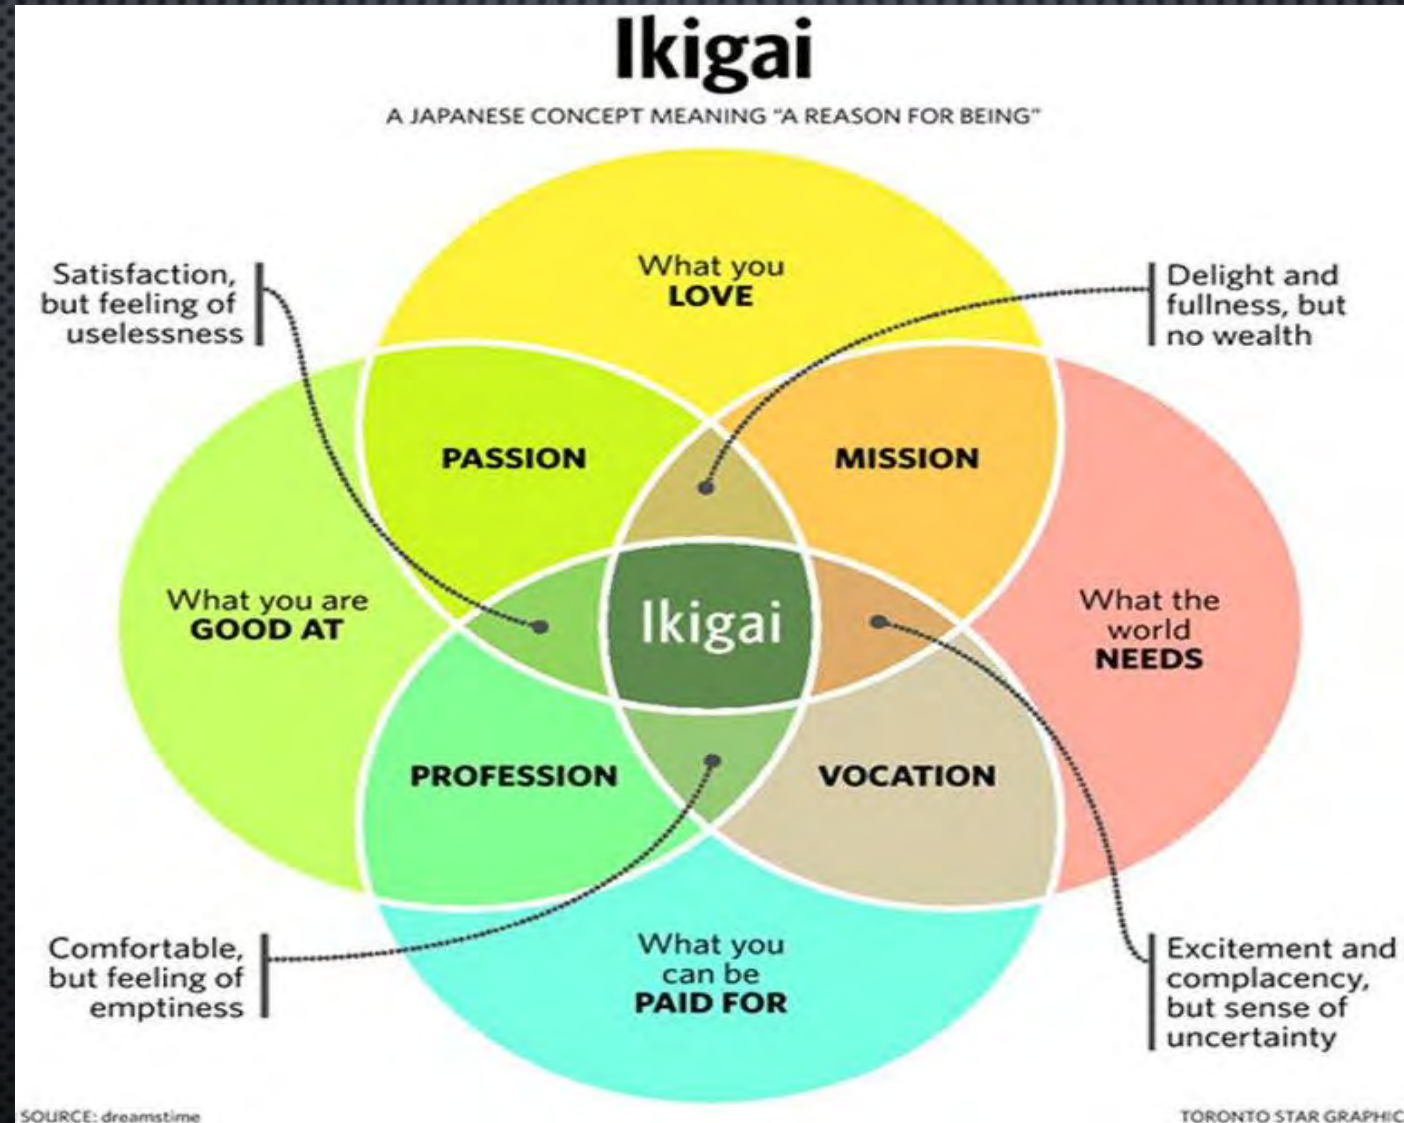 Ikigai
A JAPANESE CONCEPT MEANING "A REASON FOR BEING"
Satisfaction,
but feeling of
uselessness
What you
LOVE
Delight and
fullness, but
no wealth
PASSION
MISSION
What you are
GOOD AT
Ikigai
What the
world
NEEDS
PROFESSION
VOCATION
Comfortable,
but feeling of
emptiness
What you
can be
PAID FOR
Excitement and
complacency,
but sense of
uncertainty
SOURCE: dreamstime
TORONTO STAR GRAPHIC